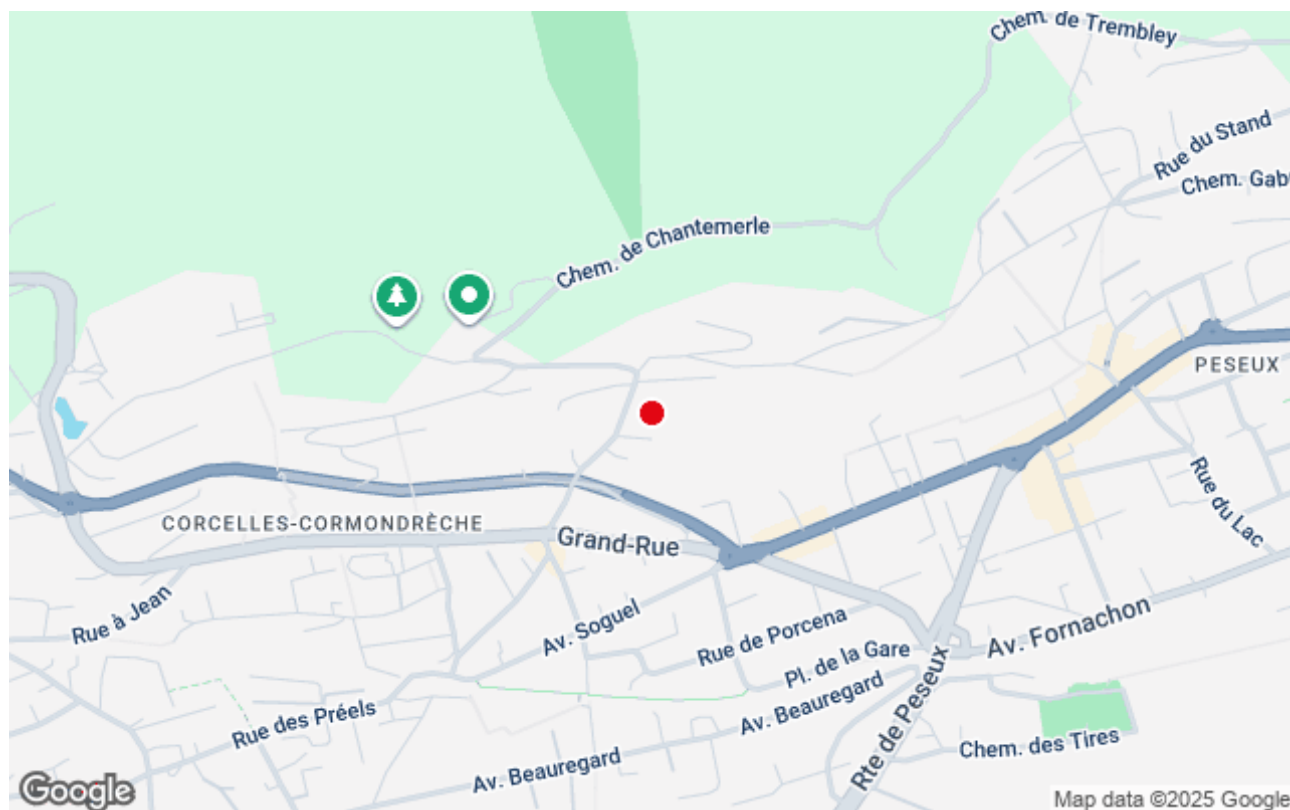 Chem. de Trembley
Rue du Stand
Chem. Gabu
Chem. de Chantemerle
PESEUX
Rue du Lac
CORCELLES-CORMONDRÈCHE
Grand-Rue
Rue à Jean
Av. Soguel
Rue de Porcena
Av. Fornachon
Pl. de la Gare
Rue des Préels
Av. Beauregard
Rte de Peseux
Chem. des Tires
Av. Beauregard
Google
Map data ©2025 Google